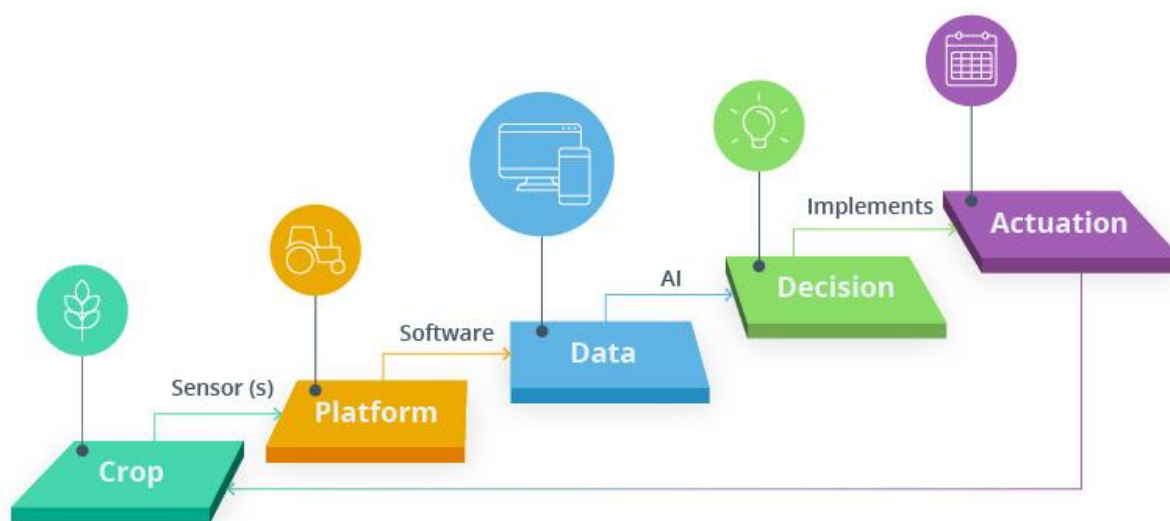 Crop
Sensor (s)
Platform
Software
Data
AI
Decision
Implements
Actuation